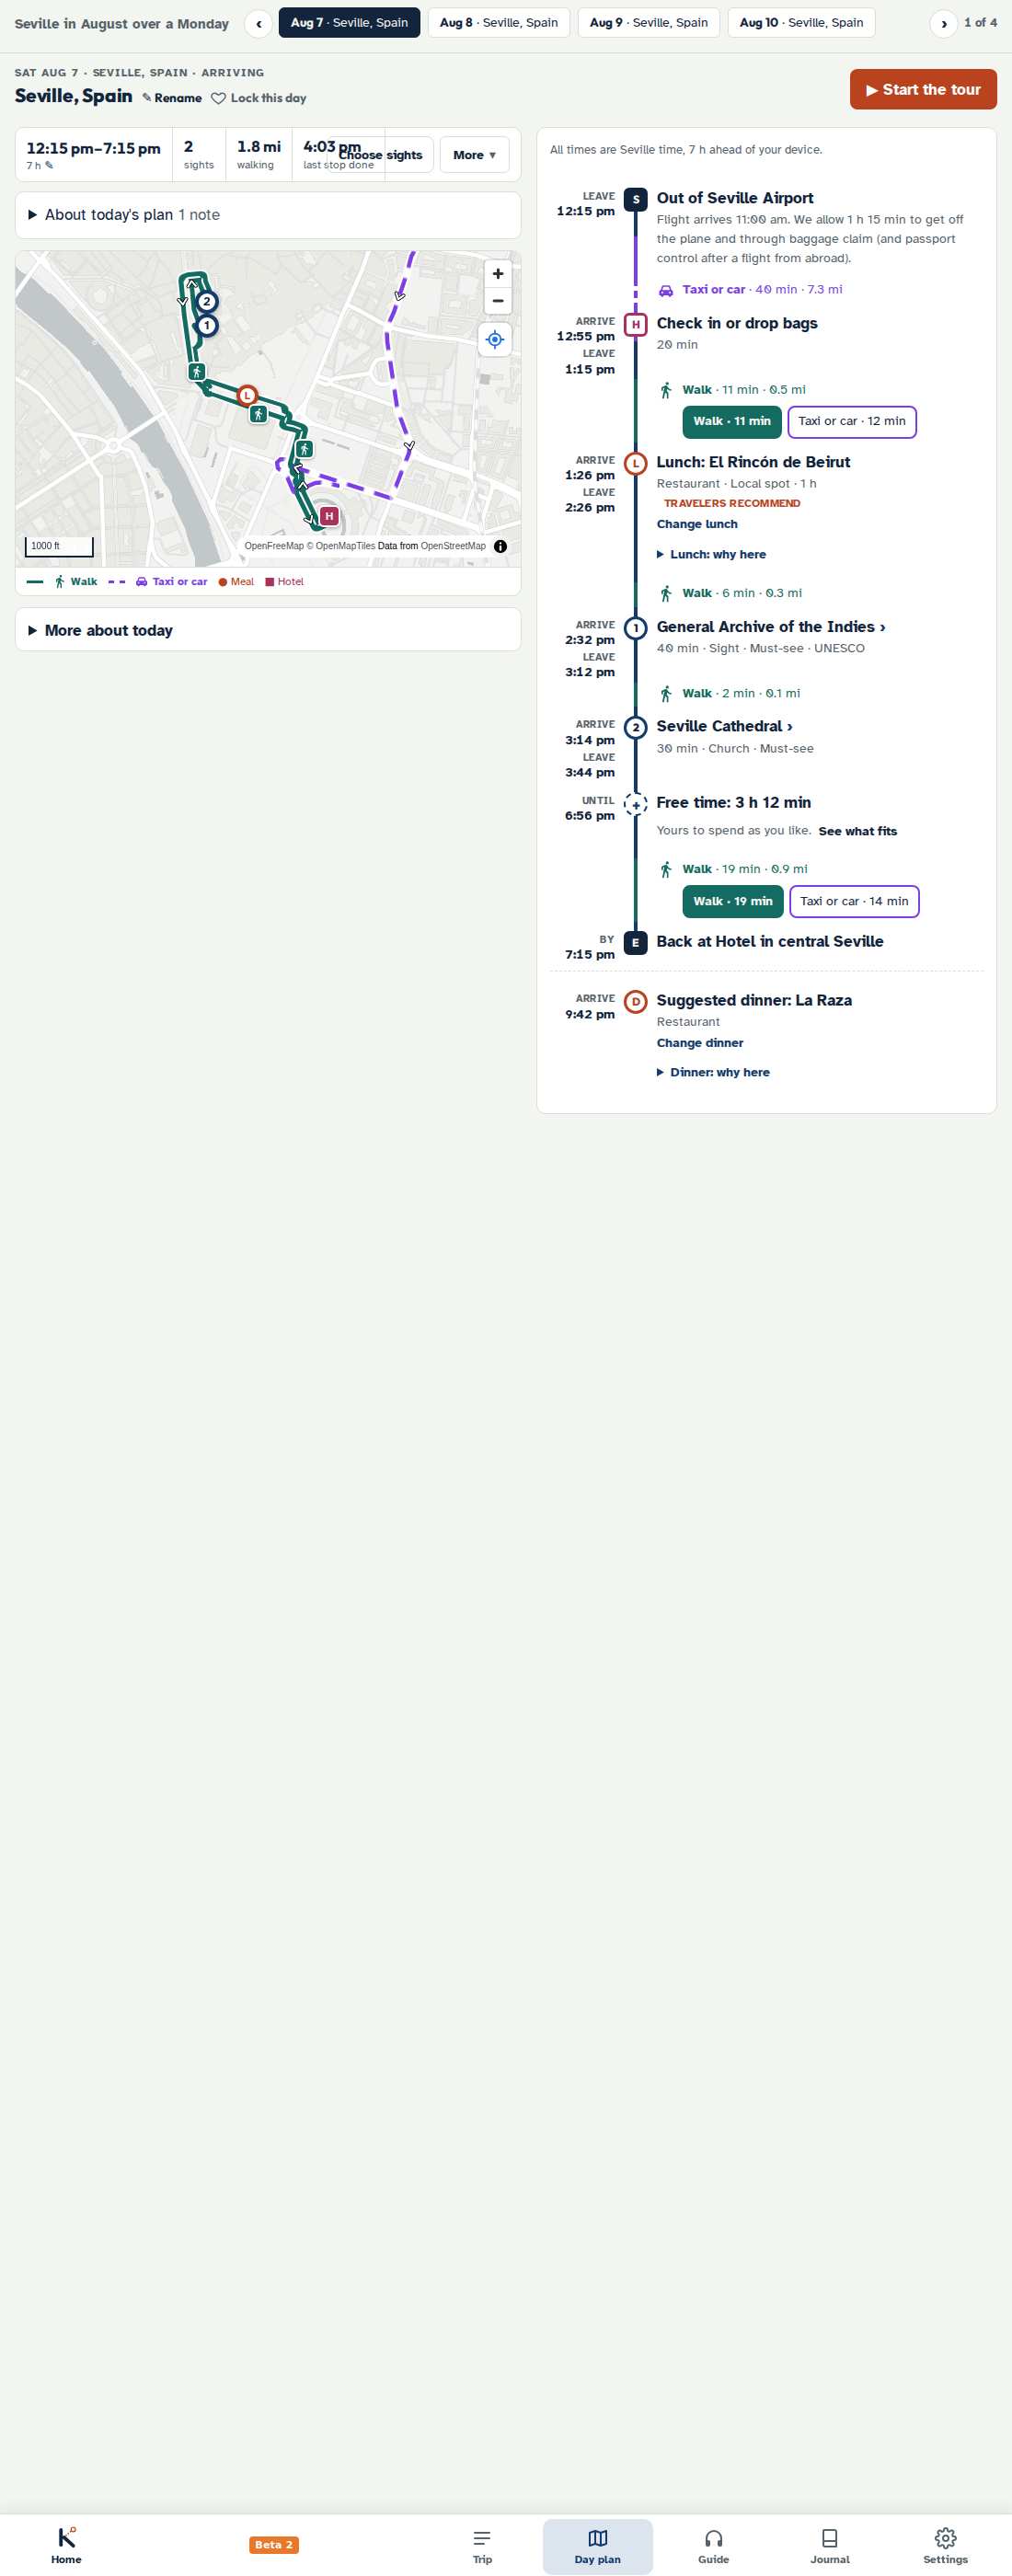 Seville in August over a Monday
‹
Aug 7 · Seville, Spain
Aug 8 · Seville, Spain
Aug 9 · Seville, Spain
Aug 10 · Seville, Spain
›
1 of 4
SAT AUG 7 · SEVILLE, SPAIN · ARRIVING
Seville, Spain
✎ Rename
Lock this day
▶ Start the tour
12:15 pm–7:15 pm
7 h ✎
2
sights
1.8 mi
walking
4:03 pm
last stop done
Choose sights
More ▾
▶ About today's plan 1 note
2
1
L
H
+
−
1000 ft
OpenFreeMap © OpenMapTiles Data from OpenStreetMap
Walk
Taxi or car
Meal
Hotel
▶ More about today
All times are Seville time, 7 h ahead of your device.
LEAVE
12:15 pm
S
Out of Seville Airport
Flight arrives 11:00 am. We allow 1 h 15 min to get off
the plane and through baggage claim (and passport
control after a flight from abroad).
Taxi or car · 40 min · 7.3 mi
ARRIVE
12:55 pm
LEAVE
1:15 pm
H
Check in or drop bags
20 min
Walk · 11 min · 0.5 mi
Walk · 11 min
Taxi or car · 12 min
ARRIVE
1:26 pm
LEAVE
2:26 pm
L
Lunch: El Rincón de Beirut
Restaurant · Local spot · 1 h
TRAVELERS RECOMMEND
Change lunch
▶ Lunch: why here
Walk · 6 min · 0.3 mi
ARRIVE
2:32 pm
LEAVE
3:12 pm
1
General Archive of the Indies ›
40 min · Sight · Must-see · UNESCO
Walk · 2 min · 0.1 mi
ARRIVE
3:14 pm
LEAVE
3:44 pm
2
Seville Cathedral ›
30 min · Church · Must-see
UNTIL
6:56 pm
+
Free time: 3 h 12 min
Yours to spend as you like. See what fits
Walk · 19 min · 0.9 mi
Walk · 19 min
Taxi or car · 14 min
BY
7:15 pm
E
Back at Hotel in central Seville
ARRIVE
9:42 pm
D
Suggested dinner: La Raza
Restaurant
Change dinner
▶ Dinner: why here
Home
Beta 2
Trip
Day plan
Guide
Journal
Settings